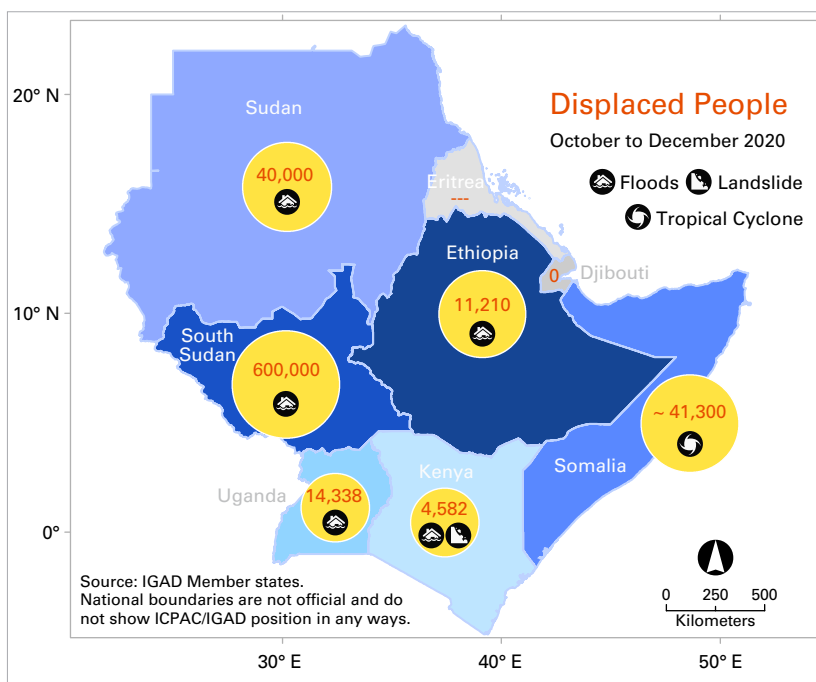 Displaced People
October to December 2020
Floods Landslide
Tropical Cyclone
20° N
10° N
0°
Sudan
40,000
Eritrea
---
Ethiopia
11,210
0
Djibouti
South
Sudan
600,000
~ 41,300
Somalia
Uganda
14,338
Kenya
4,582
Source: IGAD Member states.
National boundaries are not official and do
not show ICPAC/IGAD position in any ways.
0 250 500
Kilometers
30° E 40° E 50° E